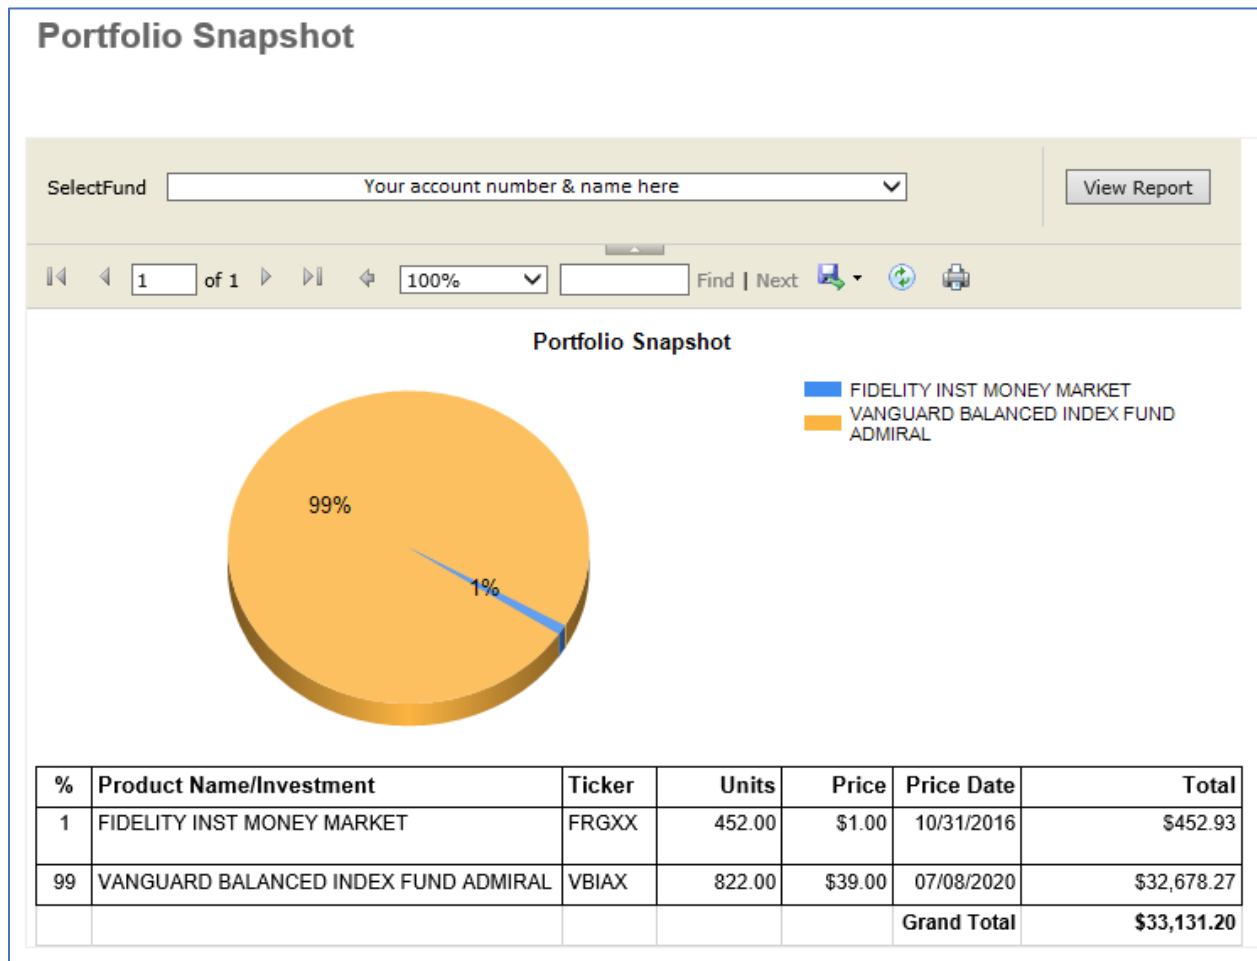 Portfolio Snapshot
SelectFund Your account number & name here View Report
1 of 1 100% Find | Next
Portfolio Snapshot
FIDELITY INST MONEY MARKET
VANGUARD BALANCED INDEX FUND
ADMIRAL
99%
1%
% Product Name/Investment Ticker Units Price Price Date Total
1 FIDELITY INST MONEY MARKET FRGXX 452.00 $1.00 10/31/2016 $452.93
99 VANGUARD BALANCED INDEX FUND ADMIRAL VBIAX 822.00 $39.00 07/08/2020 $32,678.27
Grand Total $33,131.20